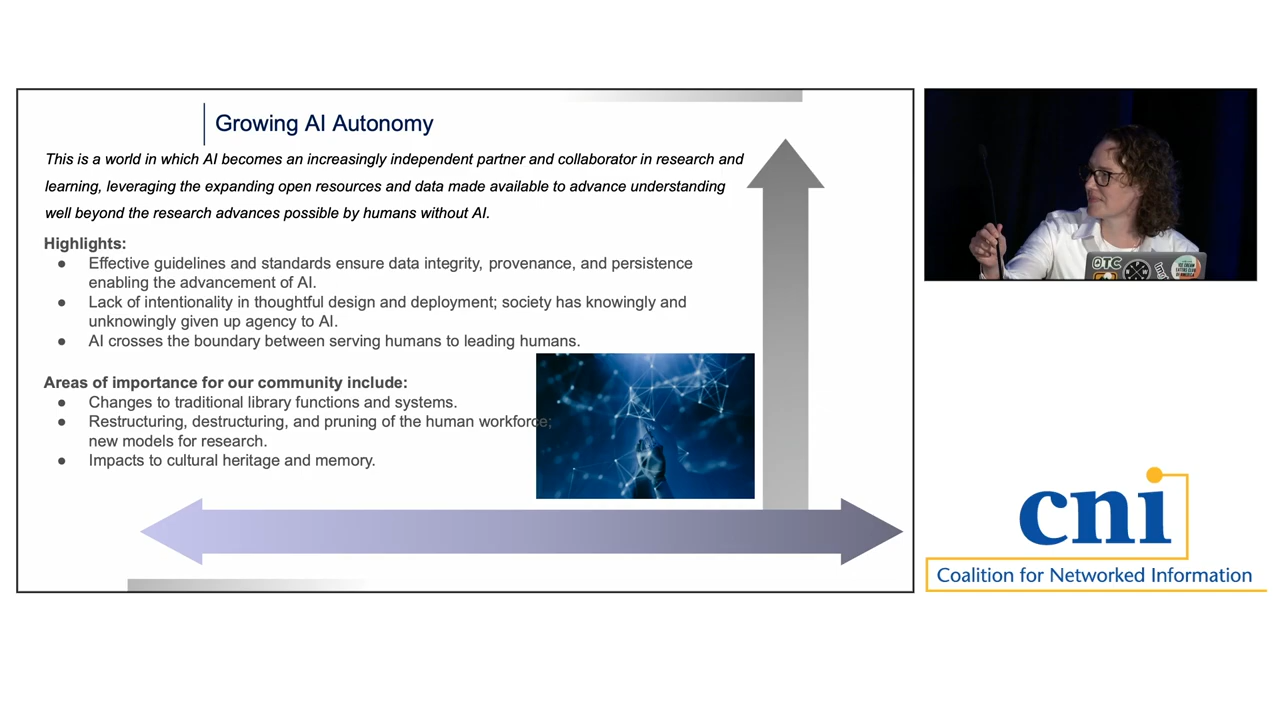 Growing AI Autonomy
This is a world in which AI becomes an increasingly independent partner and collaborator in research and
learning, leveraging the expanding open resources and data made available to advance understanding
well beyond the research advances possible by humans without AI.
Highlights:
● Effective guidelines and standards ensure data integrity, provenance, and persistence
enabling the advancement of AI.
● Lack of intentionality in thoughtful design and deployment; society has knowingly and
unknowingly given up agency to AI.
● AI crosses the boundary between serving humans to leading humans.
Areas of importance for our community include:
● Changes to traditional library functions and systems.
● Restructuring, destructuring, and pruning of the human workforce;
new models for research.
● Impacts to cultural heritage and memory.
OTC
cni
Coalition for Networked Information